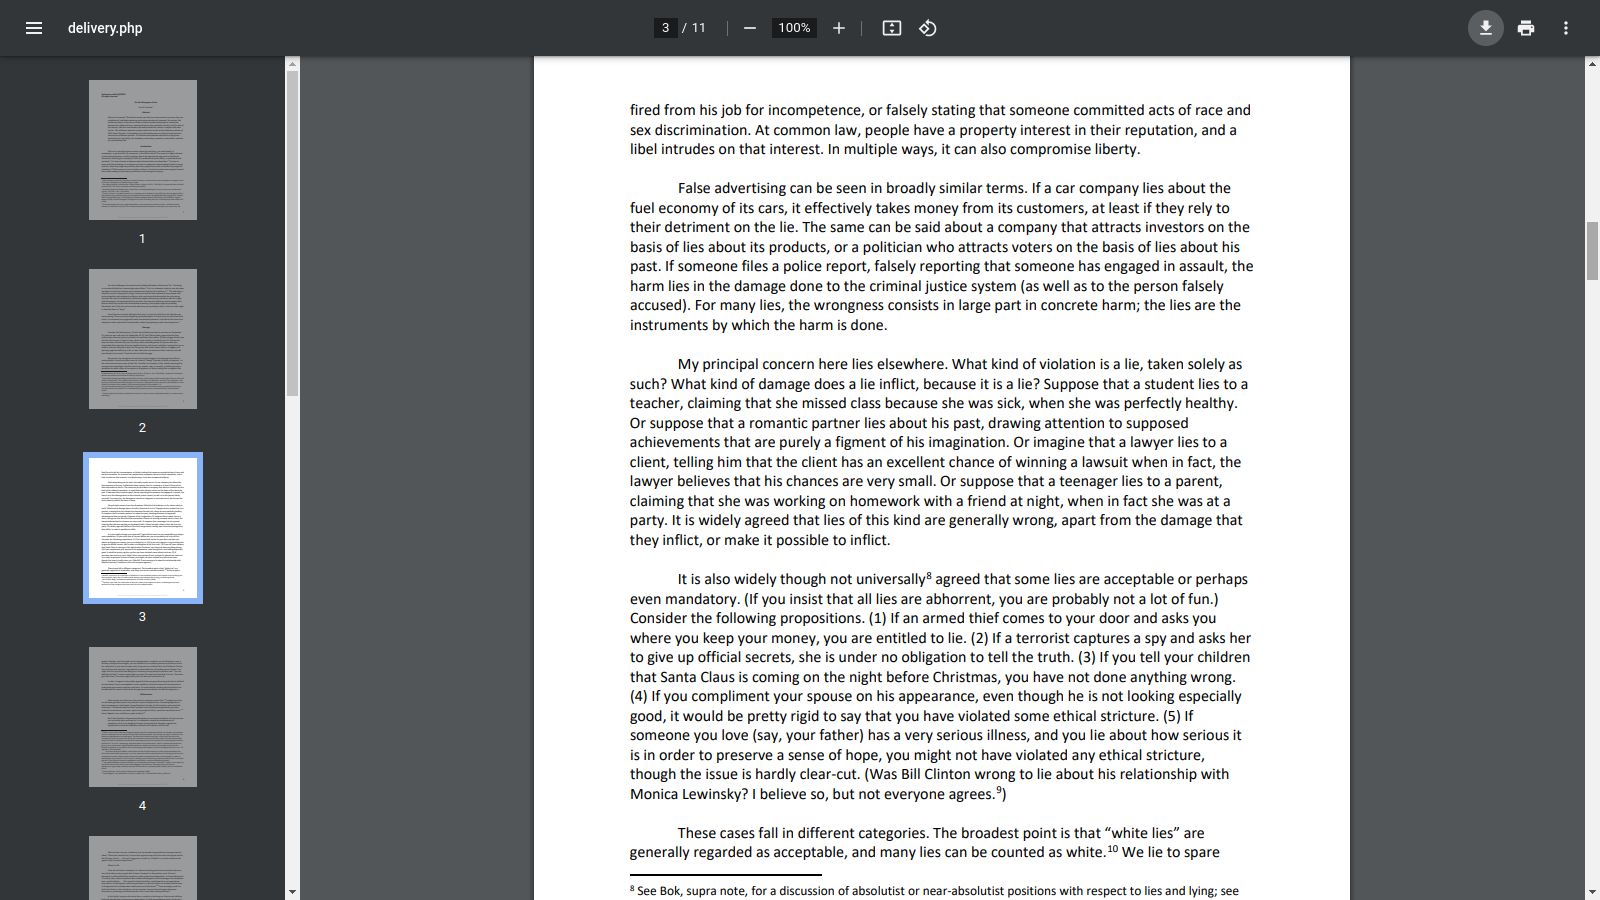 delivery.php
3 / 11
100%
1
2
3
4
fired from his job for incompetence, or falsely stating that someone committed acts of race and
sex discrimination. At common law, people have a property interest in their reputation, and a
libel intrudes on that interest. In multiple ways, it can also compromise liberty.
False advertising can be seen in broadly similar terms. If a car company lies about the
fuel economy of its cars, it effectively takes money from its customers, at least if they rely to
their detriment on the lie. The same can be said about a company that attracts investors on the
basis of lies about its products, or a politician who attracts voters on the basis of lies about his
past. If someone files a police report, falsely reporting that someone has engaged in assault, the
harm lies in the damage done to the criminal justice system (as well as to the person falsely
accused). For many lies, the wrongness consists in large part in concrete harm; the lies are the
instruments by which the harm is done.
My principal concern here lies elsewhere. What kind of violation is a lie, taken solely as
such? What kind of damage does a lie inflict, because it is a lie? Suppose that a student lies to a
teacher, claiming that she missed class because she was sick, when she was perfectly healthy.
Or suppose that a romantic partner lies about his past, drawing attention to supposed
achievements that are purely a figment of his imagination. Or imagine that a lawyer lies to a
client, telling him that the client has an excellent chance of winning a lawsuit when in fact, the
lawyer believes that his chances are very small. Or suppose that a teenager lies to a parent,
claiming that she was working on homework with a friend at night, when in fact she was at a
party. It is widely agreed that lies of this kind are generally wrong, apart from the damage that
they inflict, or make it possible to inflict.
It is also widely though not universally⁸ agreed that some lies are acceptable or perhaps
even mandatory. (If you insist that all lies are abhorrent, you are probably not a lot of fun.)
Consider the following propositions. (1) If an armed thief comes to your door and asks you
where you keep your money, you are entitled to lie. (2) If a terrorist captures a spy and asks her
to give up official secrets, she is under no obligation to tell the truth. (3) If you tell your children
that Santa Claus is coming on the night before Christmas, you have not done anything wrong.
(4) If you compliment your spouse on his appearance, even though he is not looking especially
good, it would be pretty rigid to say that you have violated some ethical stricture. (5) If
someone you love (say, your father) has a very serious illness, and you lie about how serious it
is in order to preserve a sense of hope, you might not have violated any ethical stricture,
though the issue is hardly clear-cut. (Was Bill Clinton wrong to lie about his relationship with
Monica Lewinsky? I believe so, but not everyone agrees.⁹)
These cases fall in different categories. The broadest point is that “white lies” are
generally regarded as acceptable, and many lies can be counted as white.¹⁰ We lie to spare
⁸ See Bok, supra note, for a discussion of absolutist or near-absolutist positions with respect to lies and lying; see